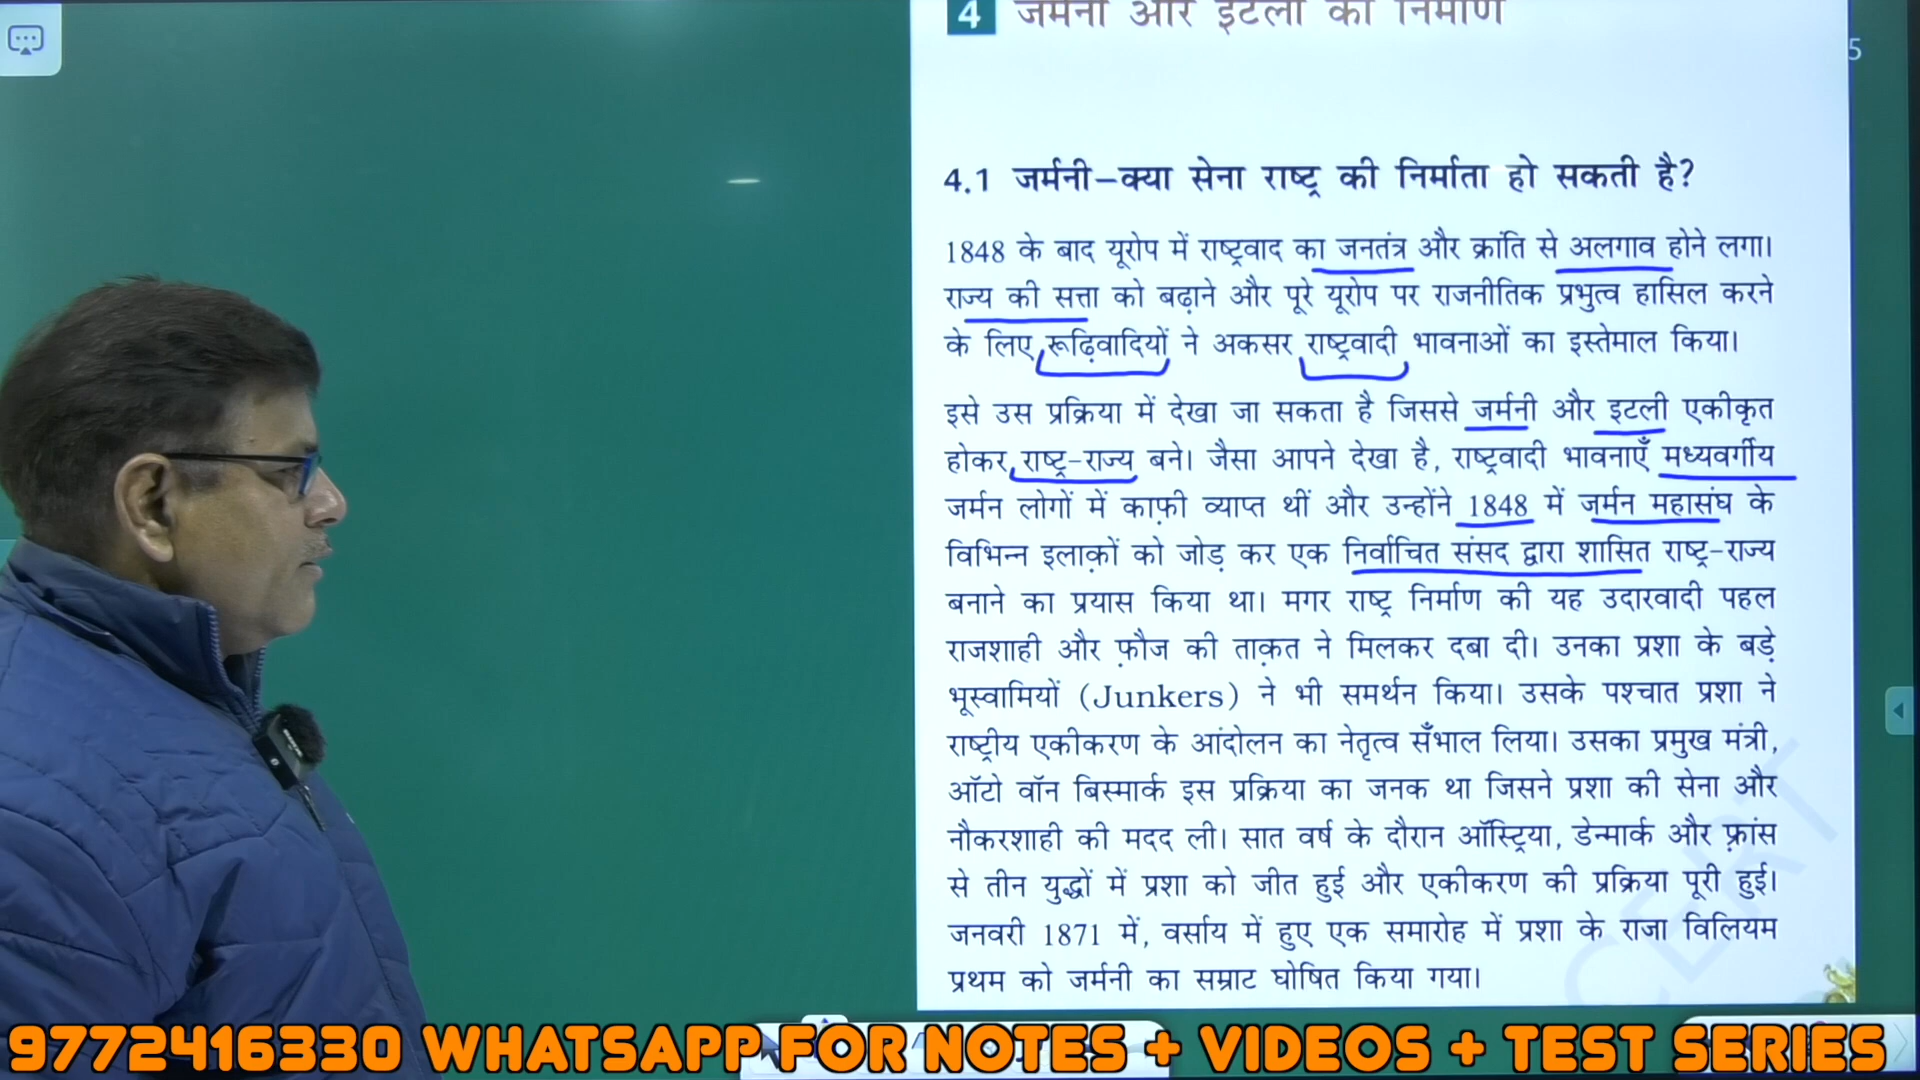 4 जर्मनी और इटली का निर्माण
5
4.1 जर्मनी–क्या सेना राष्ट्र की निर्माता हो सकती है?
1848 के बाद यूरोप में राष्ट्रवाद का जनतंत्र और क्रांति से अलगाव होने लगा।
राज्य की सत्ता को बढ़ाने और पूरे यूरोप पर राजनीतिक प्रभुत्व हासिल करने
के लिए रूढ़िवादियों ने अकसर राष्ट्रवादी भावनाओं का इस्तेमाल किया।
इसे उस प्रक्रिया में देखा जा सकता है जिससे जर्मनी और इटली एकीकृत
होकर राष्ट्र-राज्य बने। जैसा आपने देखा है, राष्ट्रवादी भावनाएँ मध्यवर्गीय
जर्मन लोगों में काफ़ी व्याप्त थीं और उन्होंने 1848 में जर्मन महासंघ के
विभिन्न इलाक़ों को जोड़ कर एक निर्वाचित संसद द्वारा शासित राष्ट्र-राज्य
बनाने का प्रयास किया था। मगर राष्ट्र निर्माण की यह उदारवादी पहल
राजशाही और फ़ौज की ताक़त ने मिलकर दबा दी। उनका प्रशा के बड़े
भूस्वामियों (Junkers) ने भी समर्थन किया। उसके पश्चात प्रशा ने
राष्ट्रीय एकीकरण के आंदोलन का नेतृत्व सँभाल लिया। उसका प्रमुख मंत्री,
ऑटो वॉन बिस्मार्क इस प्रक्रिया का जनक था जिसने प्रशा की सेना और
नौकरशाही की मदद ली। सात वर्ष के दौरान ऑस्ट्रिया, डेन्मार्क और फ़्रांस
से तीन युद्धों में प्रशा को जीत हुई और एकीकरण की प्रक्रिया पूरी हुई।
जनवरी 1871 में, वर्साय में हुए एक समारोह में प्रशा के राजा विलियम
प्रथम को जर्मनी का सम्राट घोषित किया गया।
9772416330 WHATSAPP FOR NOTES + VIDEOS + TEST SERIES